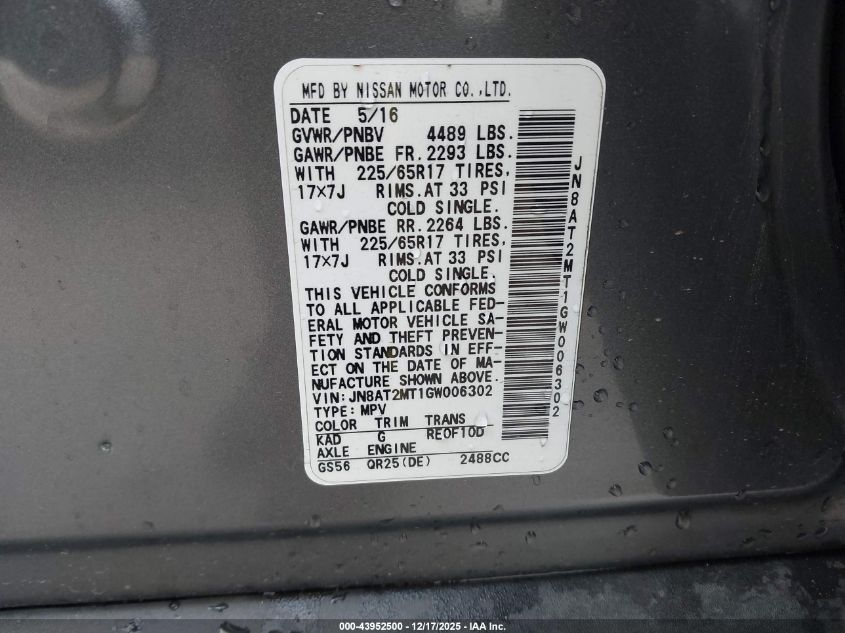 MFD BY NISSAN MOTOR CO.,LTD.
DATE 5/16
GVWR/PNBV 4489 LBS.
GAWR/PNBE FR.2293 LBS.
WITH 225/65R17 TIRES,
17×7J RIMS.AT 33 PSI
COLD SINGLE.
GAWR/PNBE RR.2264 LBS.
WITH 225/65R17 TIRES,
17×7J RIMS.AT 33 PSI
COLD SINGLE.
THIS VEHICLE CONFORMS
TO ALL APPLICABLE FED-
ERAL MOTOR VEHICLE SA-
FETY AND THEFT PREVEN-
TION STANDARDS IN EFF-
ECT ON THE DATE OF MA-
NUFACTURE SHOWN ABOVE.
VIN:JN8AT2MT1GW006302
TYPE:MPV
COLOR TRIM TRANS
KAD G RE0F10D
AXLE ENGINE
GS56 QR25(DE) 2488CC
JN8AT2MT1GW006302
000-43952500 - 12/17/2025 - IAA Inc.